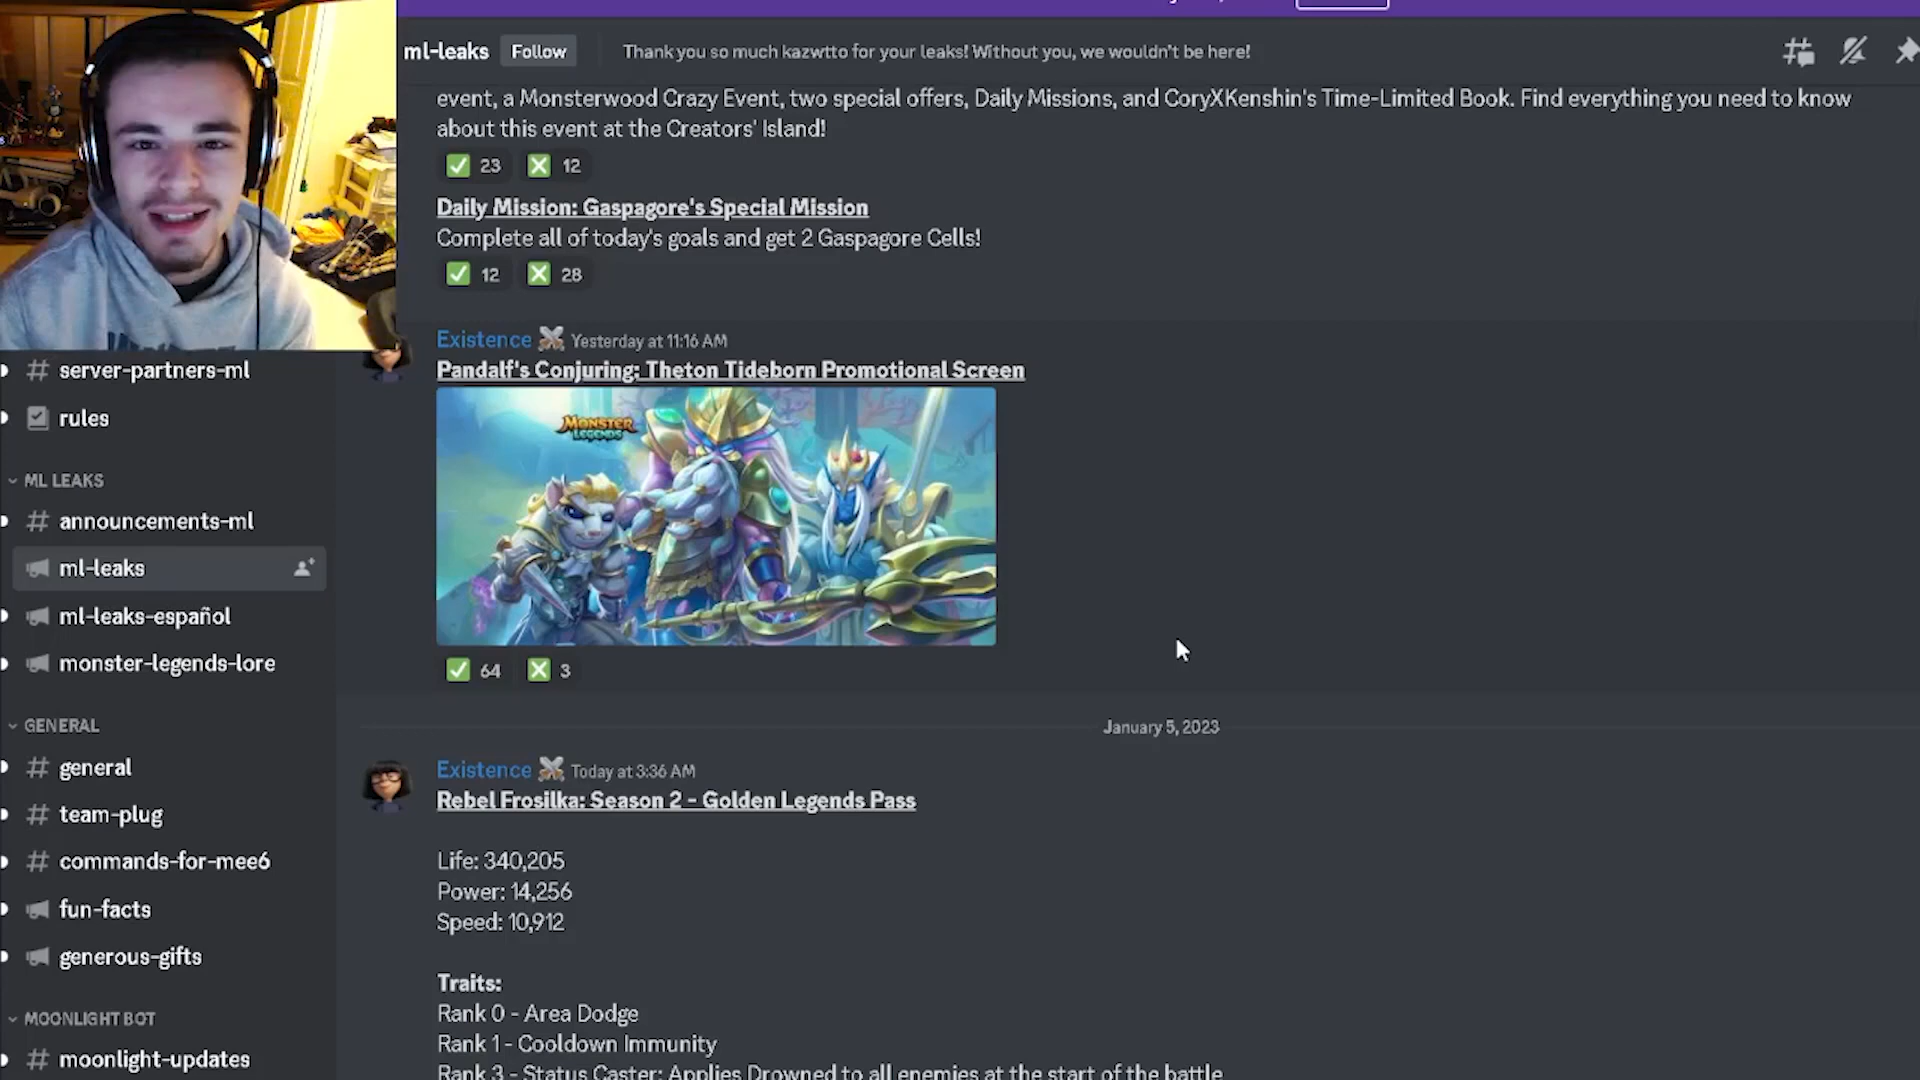 ml-leaks Follow Thank you so much kazwtto for your leaks! Without you, we wouldn't be here!
event, a Monsterwood Crazy Event, two special offers, Daily Missions, and CoryXKenshin's Time-Limited Book. Find everything you need to know
about this event at the Creators' Island!
23 12
Daily Mission: Gaspagore's Special Mission
Complete all of today's goals and get 2 Gaspagore Cells!
12 28
Existence Yesterday at 11:16 AM
Pandalf's Conjuring: Theton Tideborn Promotional Screen
MONSTER
LEGENDS
64 3
January 5, 2023
Existence Today at 3:36 AM
Rebel Frosilka: Season 2 - Golden Legends Pass
Life: 340,205
Power: 14,256
Speed: 10,912
Traits:
Rank 0 - Area Dodge
Rank 1 - Cooldown Immunity
Rank 3 - Status Caster: Applies Drowned to all enemies at the start of the battle
server-partners-ml
rules
ML LEAKS
announcements-ml
ml-leaks
ml-leaks-español
monster-legends-lore
GENERAL
general
team-plug
commands-for-mee6
fun-facts
generous-gifts
MOONLIGHT BOT
moonlight-updates